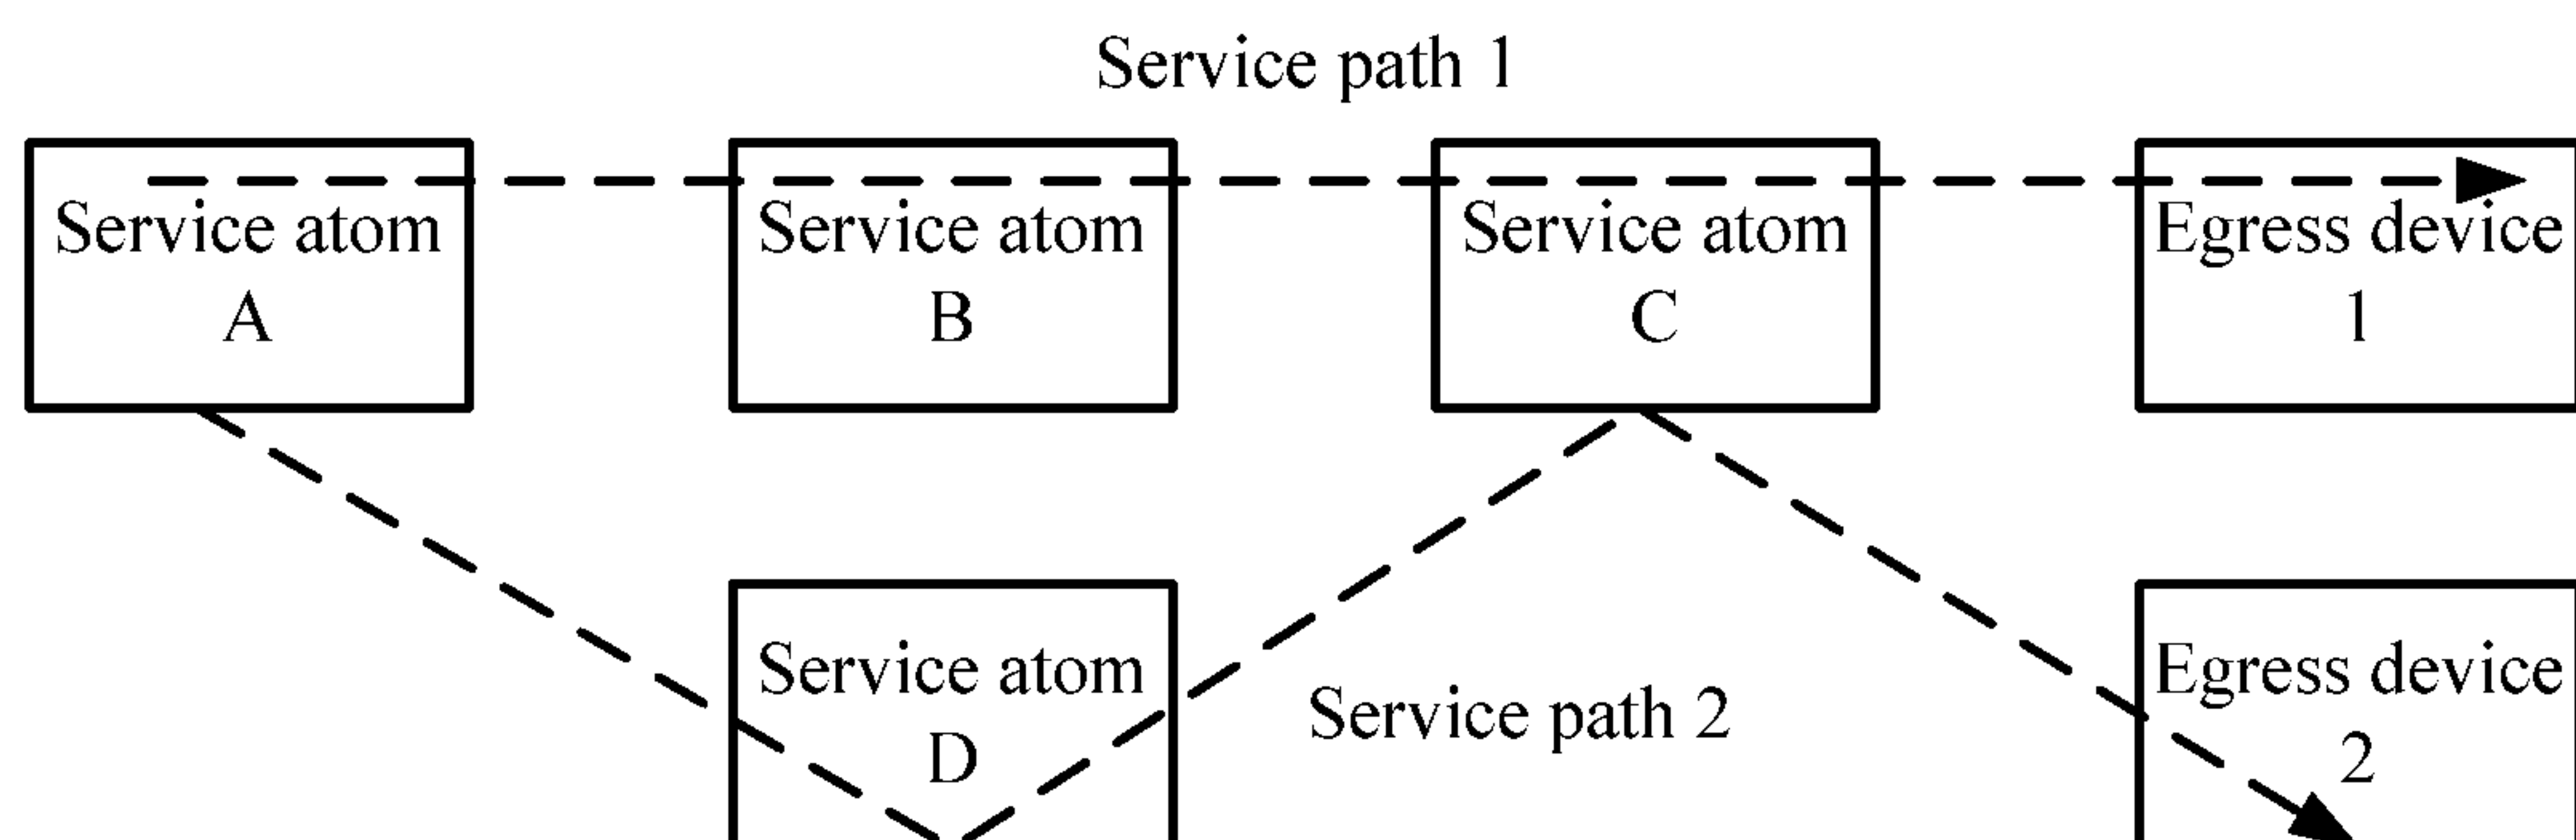 Service path 1
Service atom
A
Service atom
B
Service atom
C
Egress device
1
Service atom
D
Service path 2
Egress device
2